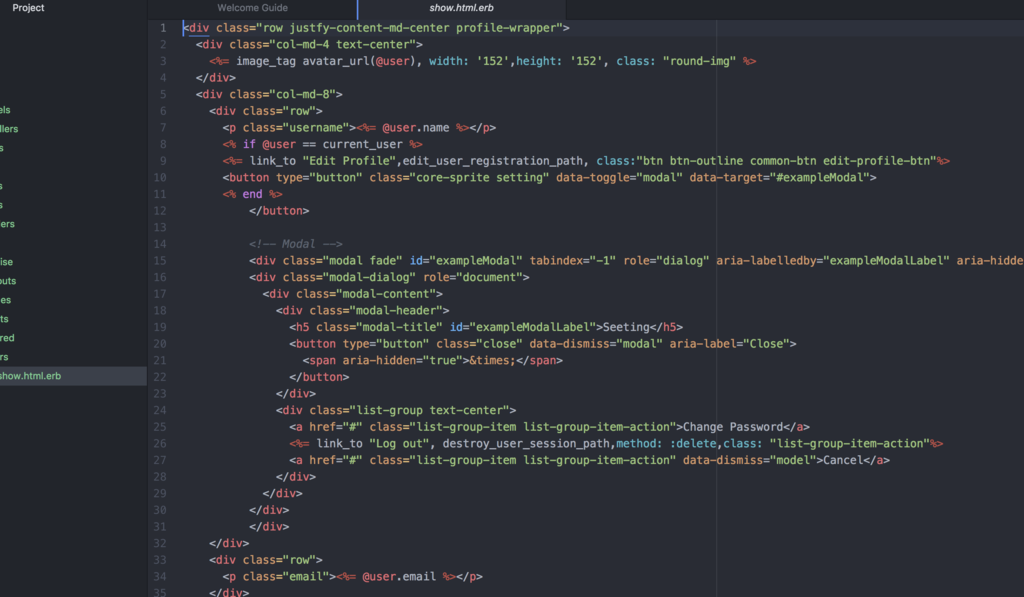 Project
Welcome Guide
show.html.erb
els
llers
s
s
s
ers
ise
outs
es
ts
red
rs
show.html.erb
1 <div class="row justfy-content-md-center profile-wrapper">
2 <div class="col-md-4 text-center">
3 <%= image_tag avatar_url(@user), width: '152',height: '152', class: "round-img" %>
4 </div>
5 <div class="col-md-8">
6 <div class="row">
7 <p class="username"><%= @user.name %></p>
8 <% if @user == current_user %>
9 <%= link_to "Edit Profile",edit_user_registration_path, class:"btn btn-outline common-btn edit-profile-btn"%>
10 <button type="button" class="core-sprite setting" data-toggle="modal" data-target="#exampleModal">
11 <% end %>
12 </button>
13
14 <!-- Modal -->
15 <div class="modal fade" id="exampleModal" tabindex="-1" role="dialog" aria-labelledby="exampleModalLabel" aria-hidde
16 <div class="modal-dialog" role="document">
17 <div class="modal-content">
18 <div class="modal-header">
19 <h5 class="modal-title" id="exampleModalLabel">Seeting</h5>
20 <button type="button" class="close" data-dismiss="modal" aria-label="Close">
21 <span aria-hidden="true">&times;</span>
22 </button>
23 </div>
24 <div class="list-group text-center">
25 <a href="#" class="list-group-item list-group-item-action">Change Password</a>
26 <%= link_to "Log out", destroy_user_session_path,method: :delete,class: "list-group-item-action"%>
27 <a href="#" class="list-group-item list-group-item-action" data-dismiss="model">Cancel</a>
28 </div>
29 </div>
30 </div>
31 </div>
32 </div>
33 <div class="row">
34 <p class="email"><%= @user.email %></p>
35 </div>